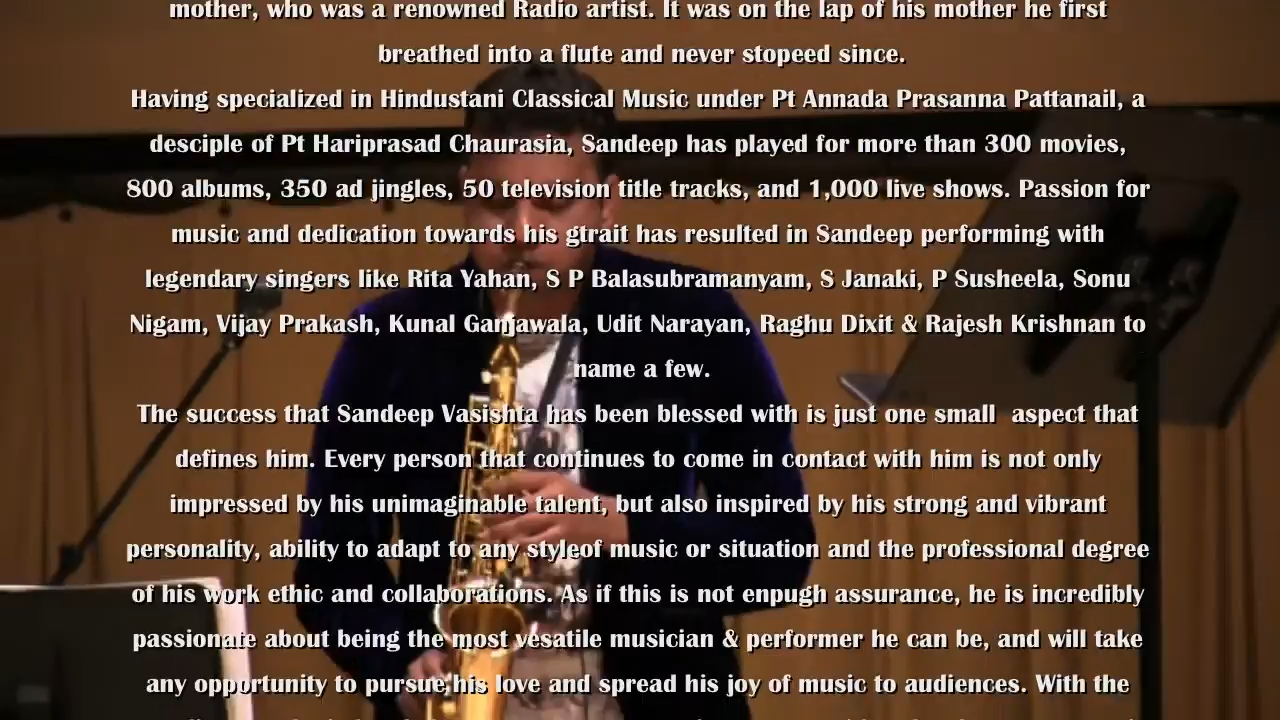 mother, who was a renowned Radio artist. It was on the lap of his mother he first
breathed into a flute and never stopeed since.
Having specialized in Hindustani Classical Music under Pt Annada Prasanna Pattanail, a
desciple of Pt Hariprasad Chaurasia, Sandeep has played for more than 300 movies,
800 albums, 350 ad jingles, 50 television title tracks, and 1,000 live shows. Passion for
music and dedication towards his gtrait has resulted in Sandeep performing with
legendary singers like Rita Yahan, S P Balasubramanyam, S Janaki, P Susheela, Sonu
Nigam, Vijay Prakash, Kunal Ganjawala, Udit Narayan, Raghu Dixit & Rajesh Krishnan to
name a few.
The success that Sandeep Vasishta has been blessed with is just one small aspect that
defines him. Every person that continues to come in contact with him is not only
impressed by his unimaginable talent, but also inspired by his strong and vibrant
personality, ability to adapt to any styleof music or situation and the professional degree
of his work ethic and collaborations. As if this is not enpugh assurance, he is incredibly
passionate about being the most vesatile musician & performer he can be, and will take
any opportunity to pursue,his love and spread his joy of music to audiences. With the